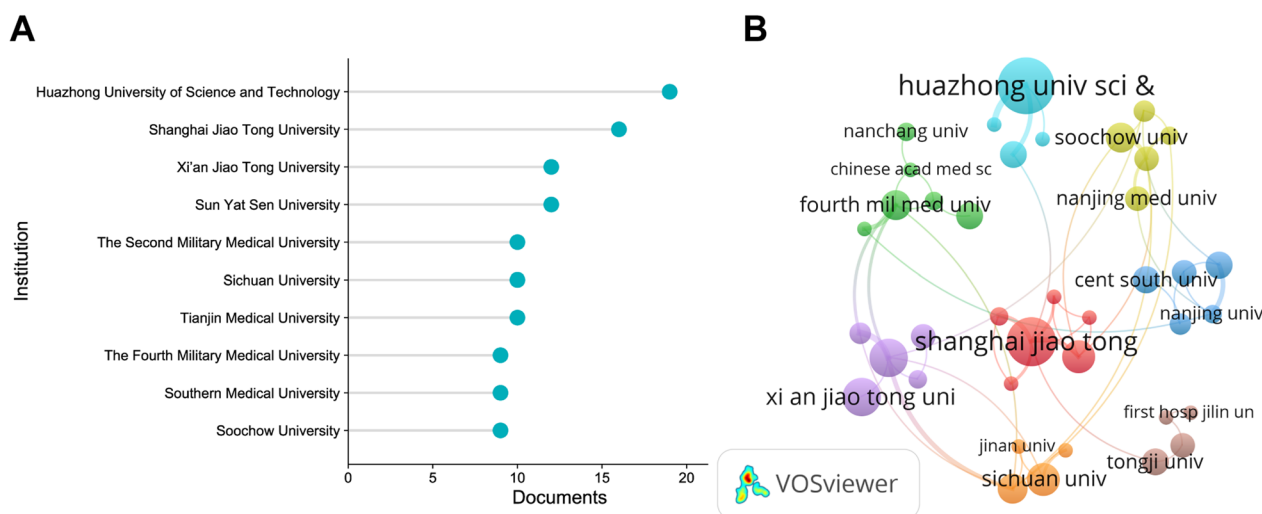 A
B
Institution
Huazhong University of Science and Technology
Shanghai Jiao Tong University
Xi'an Jiao Tong University
Sun Yat Sen University
The Second Military Medical University
Sichuan University
Tianjin Medical University
The Fourth Military Medical University
Southern Medical University
Soochow University
0 5 10 15 20
Documents
huazhong univ sci &
nanchang univ
soochow univ
chinese acad med sc
fourth mil med univ
nanjing med univ
cent south univ
nanjing univ
shanghai jiao tong
xi an jiao tong uni
first hosp jilin un
jinan univ
tongji univ
sichuan univ
VOSviewer